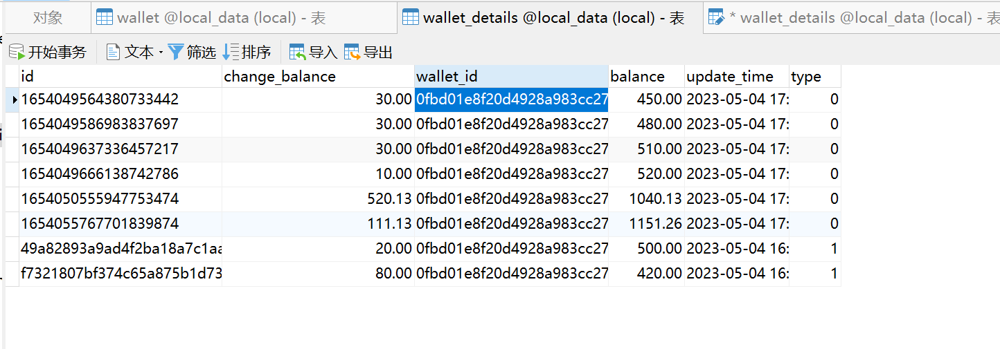 对象 wallet @local_data (local) - 表 wallet_details @local_data (local) - 表 * wallet_details @local_data (local) - 表
开始事务 文本 筛选 排序 导入 导出
id change_balance wallet_id balance update_time type
1654049564380733442 30.00 0fbd01e8f20d4928a983cc27 450.00 2023-05-04 17: 0
1654049586983837697 30.00 0fbd01e8f20d4928a983cc27 480.00 2023-05-04 17: 0
1654049637336457217 30.00 0fbd01e8f20d4928a983cc27 510.00 2023-05-04 17: 0
1654049666138742786 10.00 0fbd01e8f20d4928a983cc27 520.00 2023-05-04 17: 0
1654050555947753474 520.13 0fbd01e8f20d4928a983cc27 1040.13 2023-05-04 17: 0
1654055767701839874 111.13 0fbd01e8f20d4928a983cc27 1151.26 2023-05-04 17: 0
49a82893a9ad4f2ba18a7c1aa 20.00 0fbd01e8f20d4928a983cc27 500.00 2023-05-04 16: 1
f7321807bf374c65a875b1d73 80.00 0fbd01e8f20d4928a983cc27 420.00 2023-05-04 16: 1